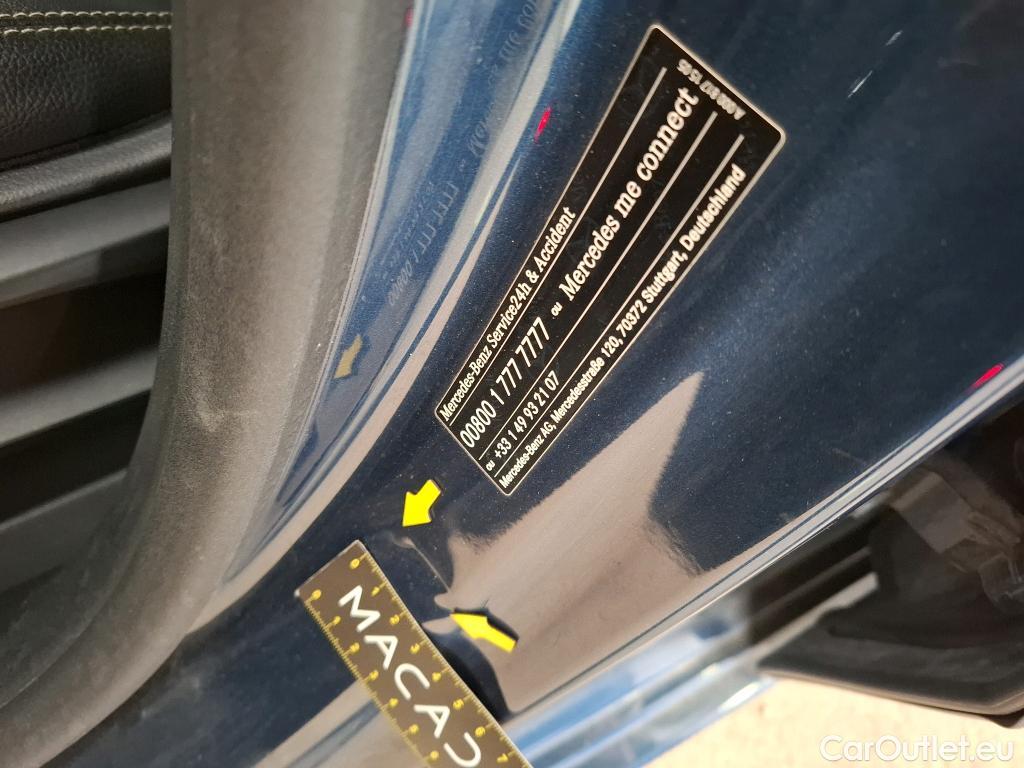 A 000 817 15 05
Mercedes-Benz Service24h & Accident
00800 1 777 7777 ou Mercedes me connect
ou +33 1 49 93 21 07
Mercedes-Benz AG, Mercedesstraße 120, 70372 Stuttgart, Deutschland
MACAD
CarOutlet.eu